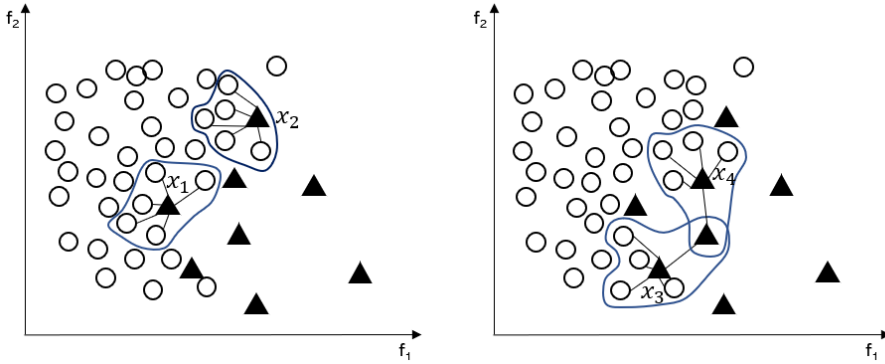 f₂
x₂
x₁
f₁
f₂
x₄
x₃
f₁